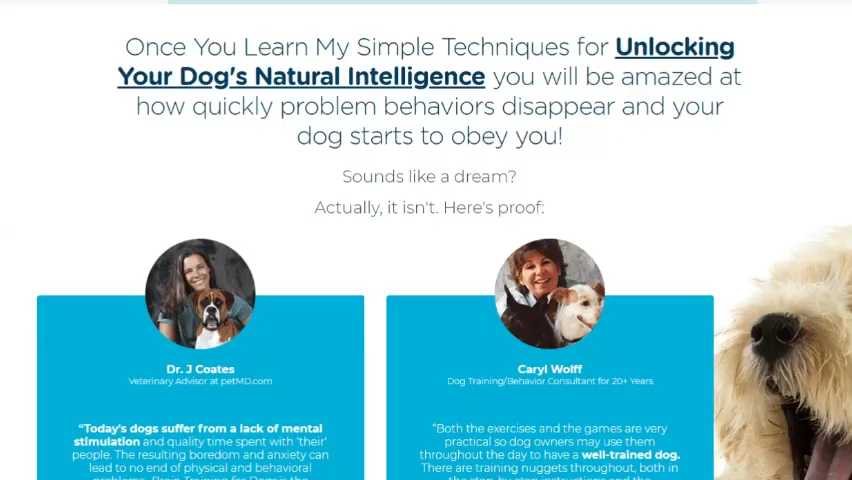 Once You Learn My Simple Techniques for Unlocking
Your Dog's Natural Intelligence you will be amazed at
how quickly problem behaviors disappear and your
dog starts to obey you!
Sounds like a dream?
Actually, it isn't. Here's proof:
Dr. J Coates
Veterinary Advisor at petMD.com
“Today's dogs suffer from a lack of mental
stimulation and quality time spent with 'their'
people. The resulting boredom and anxiety can
lead to no end of physical and behavioral
Caryl Wolff
Dog Training/Behavior Consultant for 20+ Years
“Both the exercises and the games are very
practical so dog owners may use them
throughout the day to have a well-trained dog.
There are training nuggets throughout, both in